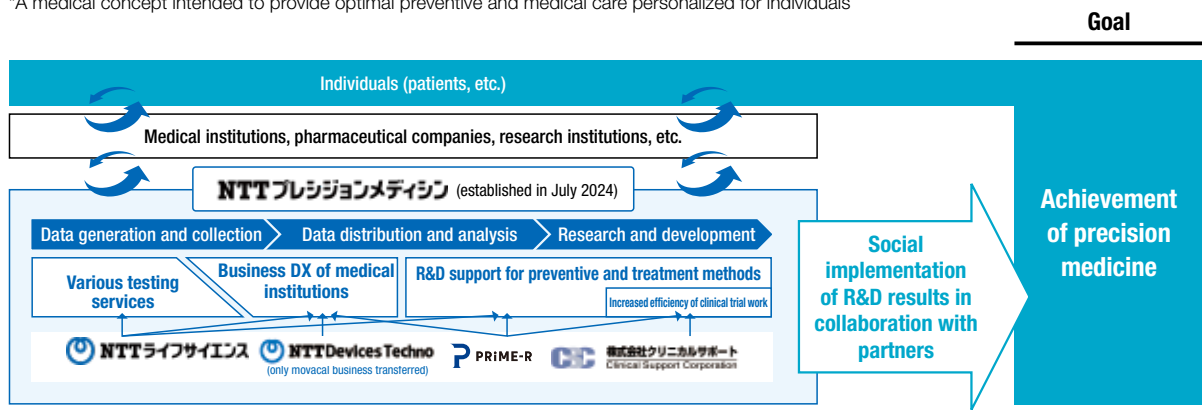 *A medical concept intended to provide optimal preventive and medical care personalized for individuals
Goal
Individuals (patients, etc.)
Medical institutions, pharmaceutical companies, research institutions, etc.
NTTプレシジョンメディシン (established in July 2024)
Data generation and collection
Data distribution and analysis
Research and development
Various testing
services
Business DX of medical
institutions
R&D support for preventive and treatment methods
Increased efficiency of clinical trial work
NTTライフサイエンス
NTTDevicesTechno
(only movacal business transferred)
PRiME-R
CSC
株式会社クリニカルサポート
Clinical Support Corporation
Social
implementation
of R&D results in
collaboration with
partners
Achievement
of precision
medicine